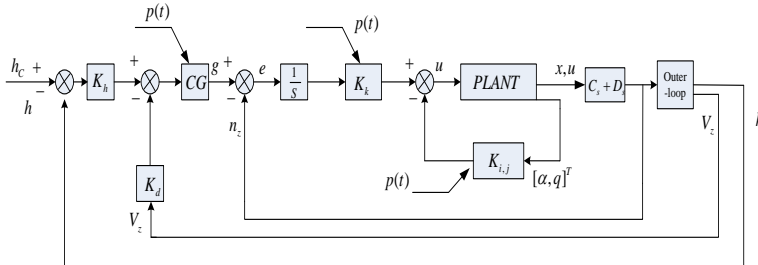 p(t)
p(t)
h_C + − h
K_h
+ −
CG
g + − e
n_z
1/S
K_k
+ − u
PLANT
x,u
C_s + D_s
Outer
-loop
V_z
K_{i,j}
[α,q]^T
p(t)
K_d
V_z